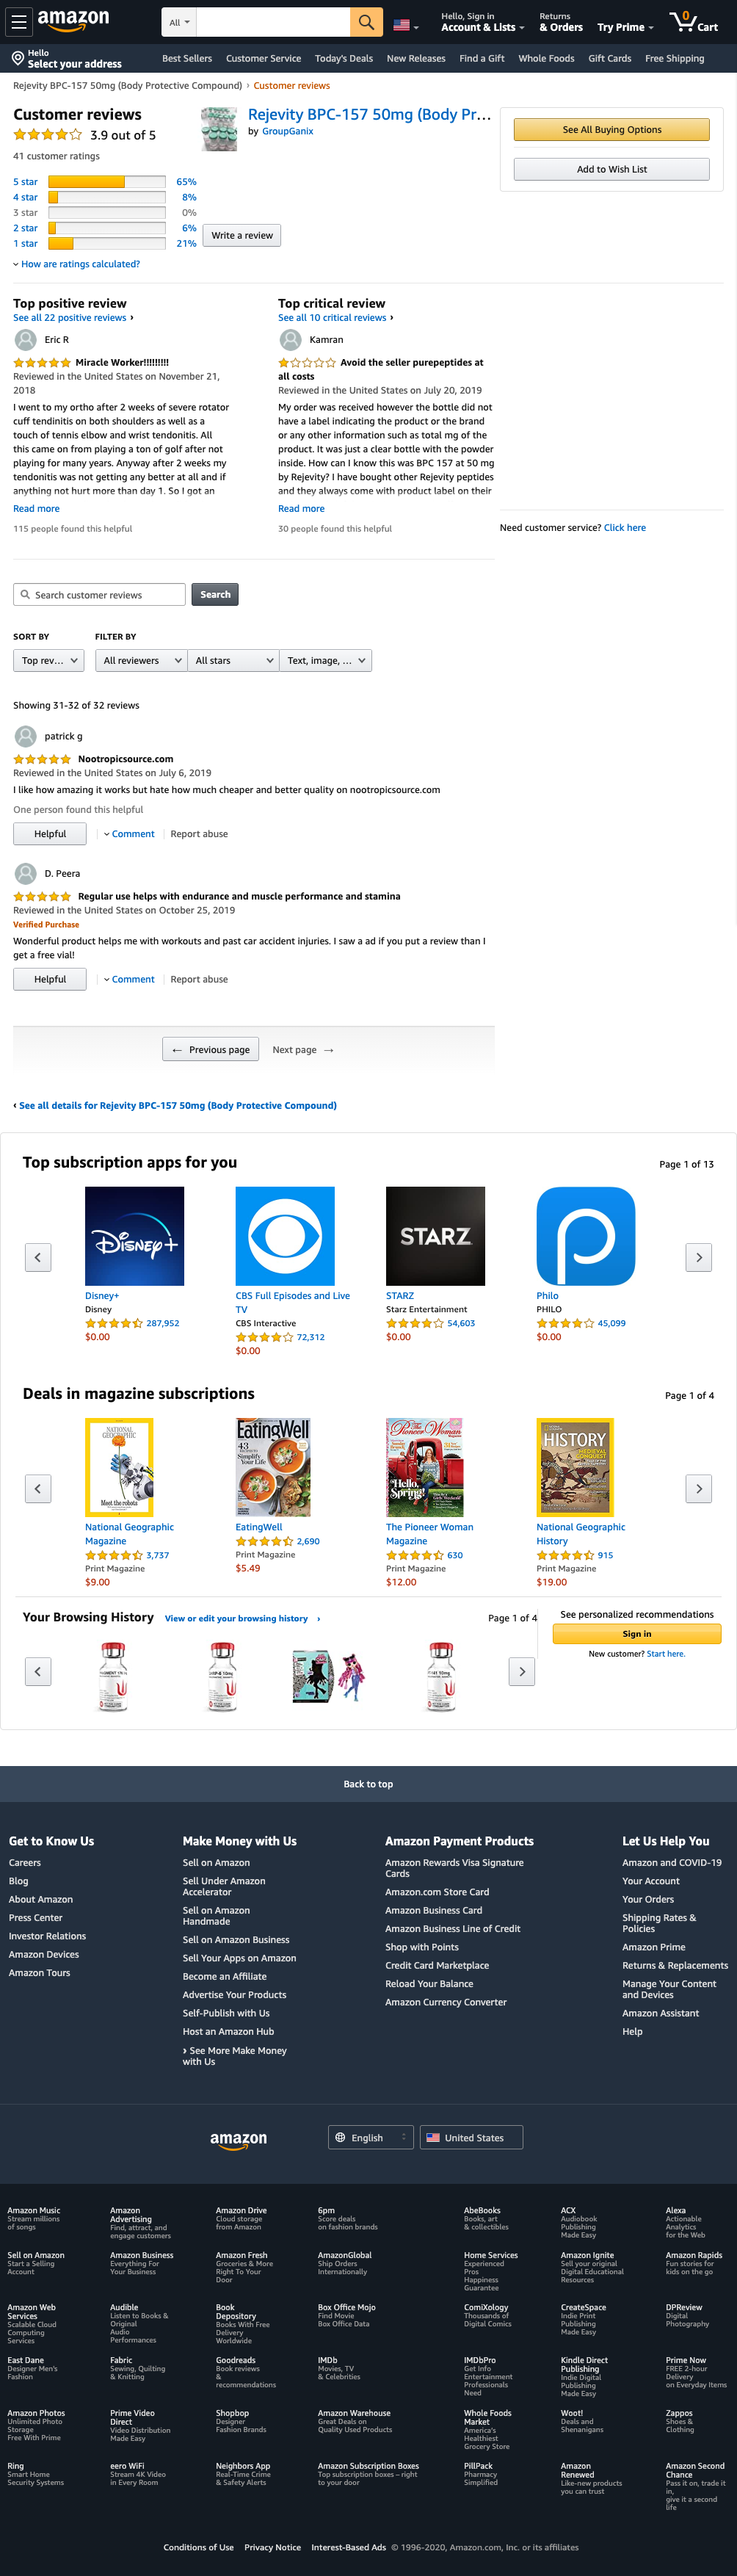 amazon
All
Hello, Sign in
Account & Lists
Returns
& Orders
Try Prime
0
Cart
Hello
Select your address
Best Sellers
Customer Service
Today's Deals
New Releases
Find a Gift
Whole Foods
Gift Cards
Free Shipping
Rejevity BPC-157 50mg (Body Protective Compound) › Customer reviews
Customer reviews
3.9 out of 5
41 customer ratings
5 star 65%
4 star 8%
3 star 0%
2 star 6%
1 star 21%
How are ratings calculated?
Rejevity BPC-157 50mg (Body Pr...
by GroupGanix
Write a review
See All Buying Options
Add to Wish List
Top positive review
See all 22 positive reviews ›
Eric R
Miracle Worker!!!!!!!!!
Reviewed in the United States on November 21,
2018
I went to my ortho after 2 weeks of severe rotator
cuff tendinitis on both shoulders as well as a
touch of tennis elbow and wrist tendonitis. All
this came on from playing a ton of golf after not
playing for many years. Anyway after 2 weeks my
tendonitis was not getting any better at all and if
anything not hurt more than day 1. So I got an
Read more
115 people found this helpful
Top critical review
See all 10 critical reviews ›
Kamran
Avoid the seller purepeptides at
all costs
Reviewed in the United States on July 20, 2019
My order was received however the bottle did not
have a label indicating the product or the brand
or any other information such as total mg of the
product. It was just a clear bottle with the powder
inside. How can I know this was BPC 157 at 50 mg
by Rejevity? I have bought other Rejevity peptides
and they always come with product label on their
Read more
30 people found this helpful
Need customer service? Click here
Search customer reviews
Search
SORT BY
FILTER BY
Top rev...
All reviewers
All stars
Text, image, ...
Showing 31-32 of 32 reviews
patrick g
Nootropicsource.com
Reviewed in the United States on July 6, 2019
I like how amazing it works but hate how much cheaper and better quality on nootropicsource.com
One person found this helpful
Helpful
Comment
Report abuse
D. Peera
Regular use helps with endurance and muscle performance and stamina
Reviewed in the United States on October 25, 2019
Verified Purchase
Wonderful product helps me with workouts and past car accident injuries. I saw a ad if you put a review than I
get a free vial!
Helpful
Comment
Report abuse
← Previous page
Next page →
‹ See all details for Rejevity BPC-157 50mg (Body Protective Compound)
Top subscription apps for you
Page 1 of 13
Disney+
CBS
STARZ
Disney+
Disney
287,952
$0.00
CBS Full Episodes and Live
TV
CBS Interactive
72,312
$0.00
STARZ
Starz Entertainment
54,603
$0.00
Philo
PHILO
45,099
$0.00
Deals in magazine subscriptions
Page 1 of 4
NATIONAL GEOGRAPHIC
Meet the robots
EatingWell
Simplify Your Life
The Pioneer Woman
Hello, Spring!
HISTORY
MEDIEVAL CONQUEST
National Geographic
Magazine
3,737
Print Magazine
$9.00
EatingWell
2,690
Print Magazine
$5.49
The Pioneer Woman
Magazine
630
Print Magazine
$12.00
National Geographic
History
915
Print Magazine
$19.00
Your Browsing History
View or edit your browsing history ›
Page 1 of 4
See personalized recommendations
Sign in
New customer? Start here.
Back to top
Get to Know Us
Careers
Blog
About Amazon
Press Center
Investor Relations
Amazon Devices
Amazon Tours
Make Money with Us
Sell on Amazon
Sell Under Amazon
Accelerator
Sell on Amazon
Handmade
Sell on Amazon Business
Sell Your Apps on Amazon
Become an Affiliate
Advertise Your Products
Self-Publish with Us
Host an Amazon Hub
› See More Make Money
with Us
Amazon Payment Products
Amazon Rewards Visa Signature
Cards
Amazon.com Store Card
Amazon Business Card
Amazon Business Line of Credit
Shop with Points
Credit Card Marketplace
Reload Your Balance
Amazon Currency Converter
Let Us Help You
Amazon and COVID-19
Your Account
Your Orders
Shipping Rates &
Policies
Amazon Prime
Returns & Replacements
Manage Your Content
and Devices
Amazon Assistant
Help
amazon
English
United States
Amazon Music
Stream millions
of songs
Amazon
Advertising
Find, attract, and
engage customers
Amazon Drive
Cloud storage
from Amazon
6pm
Score deals
on fashion brands
AbeBooks
Books, art
& collectibles
ACX
Audiobook
Publishing
Made Easy
Alexa
Actionable
Analytics
for the Web
Sell on Amazon
Start a Selling
Account
Amazon Business
Everything For
Your Business
Amazon Fresh
Groceries & More
Right To Your
Door
AmazonGlobal
Ship Orders
Internationally
Home Services
Experienced
Pros
Happiness
Guarantee
Amazon Ignite
Sell your original
Digital Educational
Resources
Amazon Rapids
Fun stories for
kids on the go
Amazon Web
Services
Scalable Cloud
Computing
Services
Audible
Listen to Books &
Original
Audio
Performances
Book
Depository
Books With Free
Delivery
Worldwide
Box Office Mojo
Find Movie
Box Office Data
ComiXology
Thousands of
Digital Comics
CreateSpace
Indie Print
Publishing
Made Easy
DPReview
Digital
Photography
East Dane
Designer Men's
Fashion
Fabric
Sewing, Quilting
& Knitting
Goodreads
Book reviews
&
recommendations
IMDb
Movies, TV
& Celebrities
IMDbPro
Get Info
Entertainment
Professionals
Need
Kindle Direct
Publishing
Indie Digital
Publishing
Made Easy
Prime Now
FREE 2-hour
Delivery
on Everyday Items
Amazon Photos
Unlimited Photo
Storage
Free With Prime
Prime Video
Direct
Video Distribution
Made Easy
Shopbop
Designer
Fashion Brands
Amazon Warehouse
Great Deals on
Quality Used Products
Whole Foods
Market
America's
Healthiest
Grocery Store
Woot!
Deals and
Shenanigans
Zappos
Shoes &
Clothing
Ring
Smart Home
Security Systems
eero WiFi
Stream 4K Video
in Every Room
Neighbors App
Real-Time Crime
& Safety Alerts
Amazon Subscription Boxes
Top subscription boxes – right
to your door
PillPack
Pharmacy
Simplified
Amazon
Renewed
Like-new products
you can trust
Amazon Second
Chance
Pass it on, trade it
in,
give it a second
life
Conditions of Use
Privacy Notice
Interest-Based Ads
© 1996-2020, Amazon.com, Inc. or its affiliates